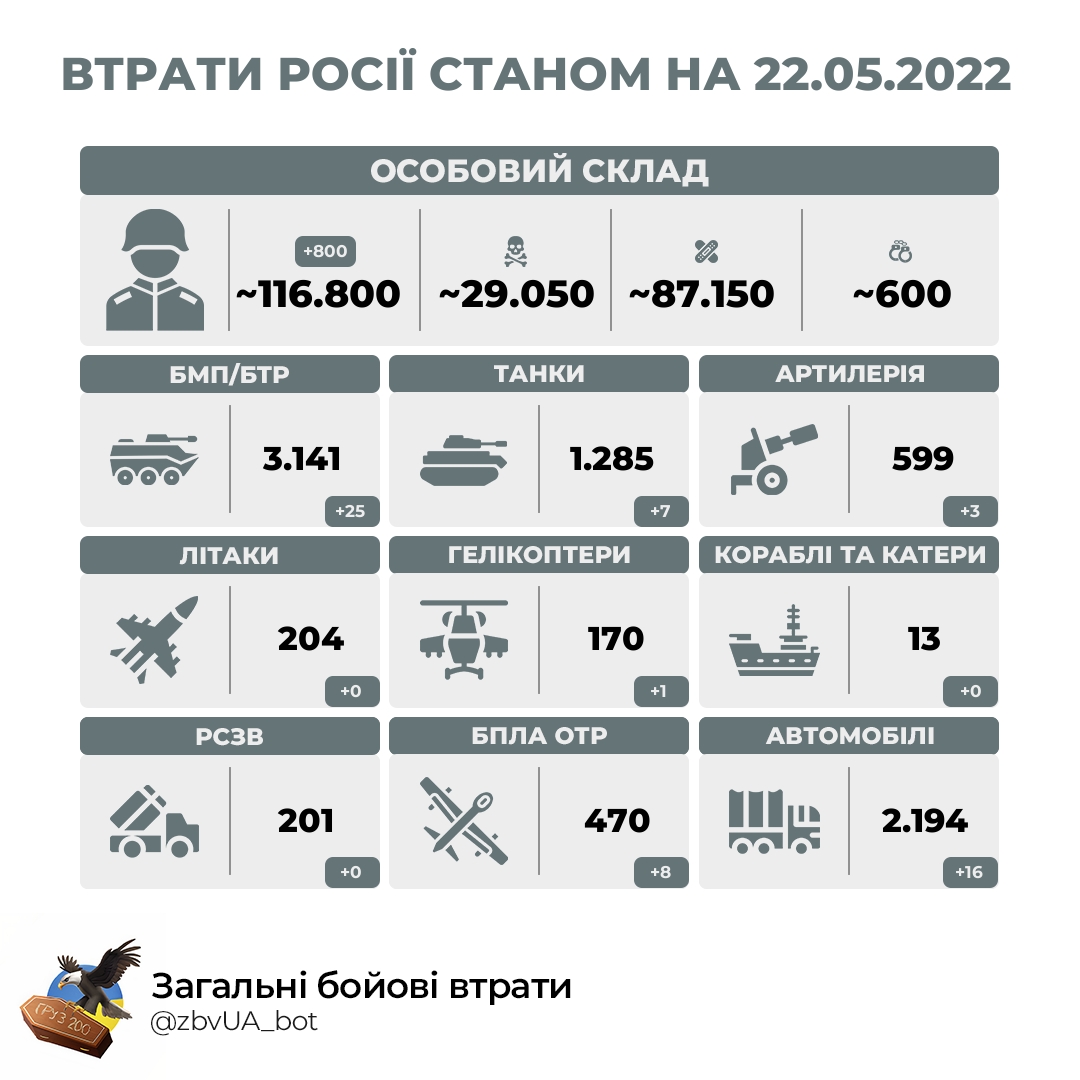 ВТРАТИ РОСІЇ СТАНОМ НА 22.05.2022
ОСОБОВИЙ СКЛАД
+800
~116.800
~29.050
~87.150
~600
БМП/БТР
3.141
+25
ТАНКИ
1.285
+7
АРТИЛЕРІЯ
599
+3
ЛІТАКИ
204
+0
ГЕЛІКОПТЕРИ
170
+1
КОРАБЛІ ТА КАТЕРИ
13
+0
РСЗВ
201
+0
БПЛА ОТР
470
+8
АВТОМОБІЛІ
2.194
+16
ГРУЗ 200
Загальні бойові втрати
@zbvUA_bot